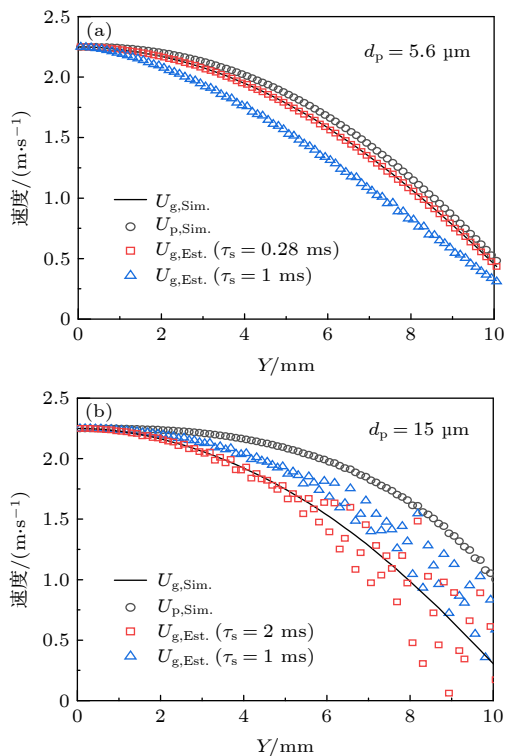 (a)
d_p = 5.6 µm
2.5
2.0
1.5
1.0
0.5
0
速度/(m·s⁻¹)
U_g,Sim.
U_p,Sim.
U_g,Est. (τ_s = 0.28 ms)
U_g,Est. (τ_s = 1 ms)
0 2 4 6 8 10
Y/mm
(b)
d_p = 15 µm
2.5
2.0
1.5
1.0
0.5
0
速度/(m·s⁻¹)
U_g,Sim.
U_p,Sim.
U_g,Est. (τ_s = 2 ms)
U_g,Est. (τ_s = 1 ms)
0 2 4 6 8 10
Y/mm